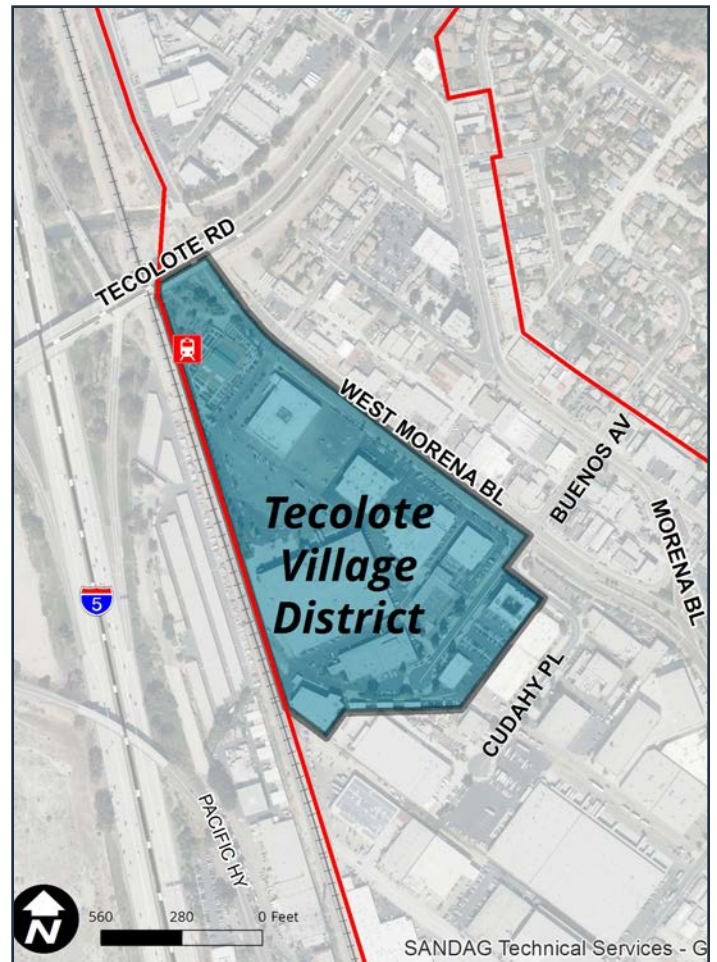 TECOLOTE RD
WEST MORENA BL
BUENOS AV
MORENA BL
Tecolote
Village
District
5
CUDAHY PL
PACIFIC HY
N
560 280 0 Feet
SANDAG Technical Services - G